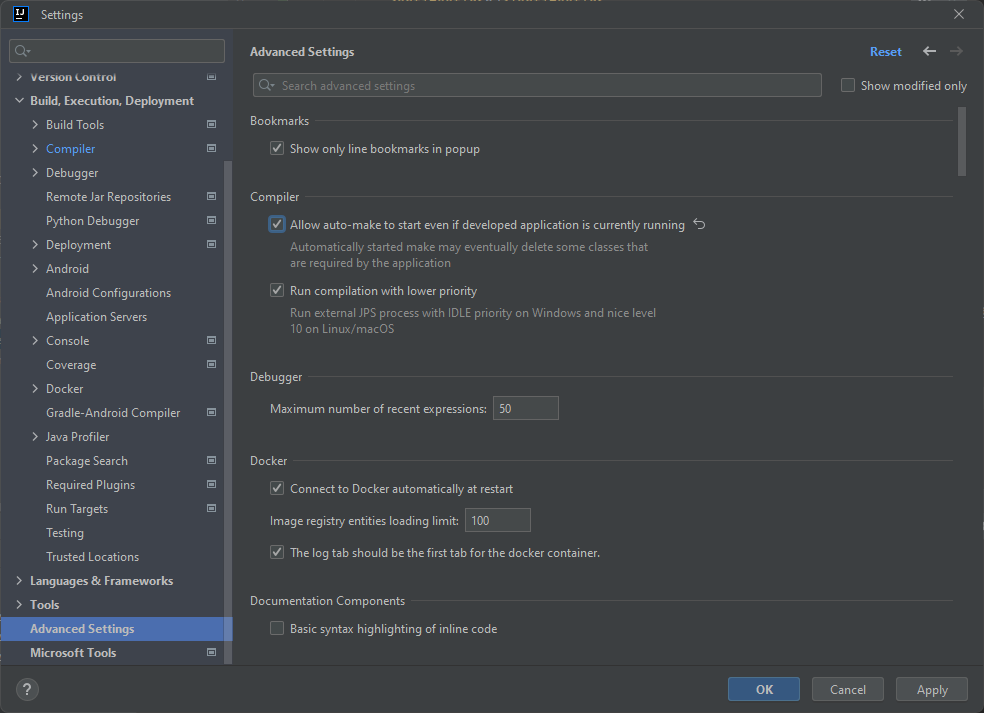 IJ
Settings
Version Control
Build, Execution, Deployment
Build Tools
Compiler
Debugger
Remote Jar Repositories
Python Debugger
Deployment
Android
Android Configurations
Application Servers
Console
Coverage
Docker
Gradle-Android Compiler
Java Profiler
Package Search
Required Plugins
Run Targets
Testing
Trusted Locations
Languages & Frameworks
Tools
Advanced Settings
Microsoft Tools
Advanced Settings
Reset
Search advanced settings
Show modified only
Bookmarks
Show only line bookmarks in popup
Compiler
Allow auto-make to start even if developed application is currently running
Automatically started make may eventually delete some classes that
are required by the application
Run compilation with lower priority
Run external JPS process with IDLE priority on Windows and nice level
10 on Linux/macOS
Debugger
Maximum number of recent expressions: 50
Docker
Connect to Docker automatically at restart
Image registry entities loading limit: 100
The log tab should be the first tab for the docker container.
Documentation Components
Basic syntax highlighting of inline code
?
OK
Cancel
Apply